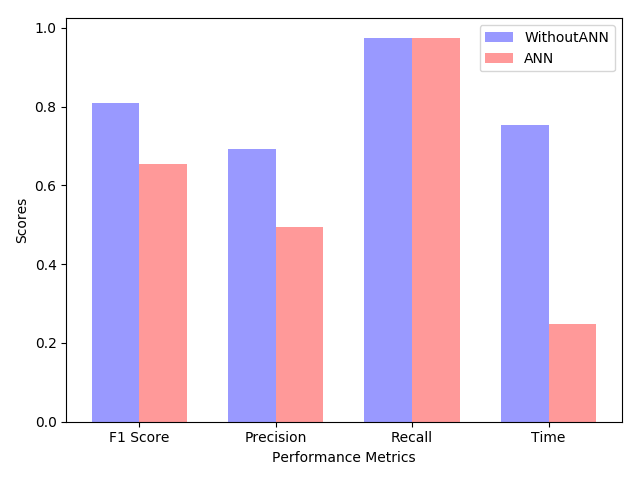 WithoutANN
ANN
1.0
0.8
0.6
0.4
0.2
0.0
Scores
F1 Score
Precision
Recall
Time
Performance Metrics